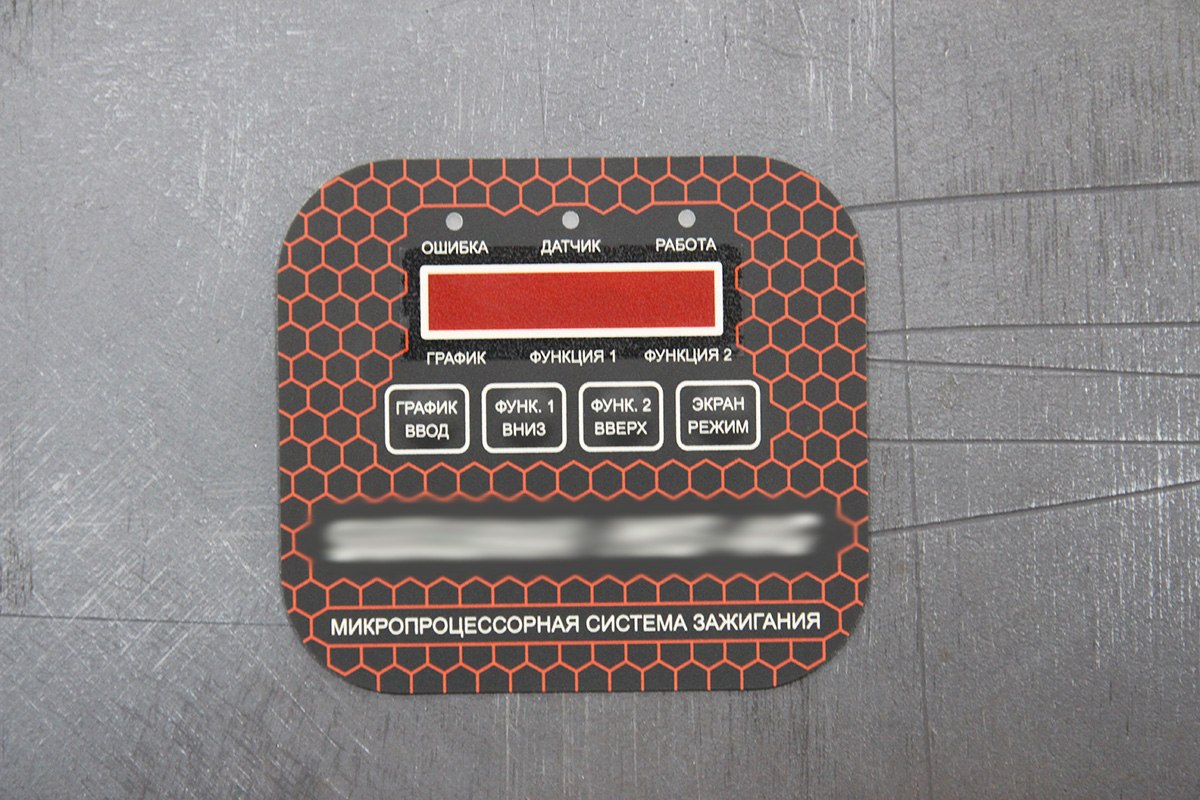 ОШИБКА ДАТЧИК РАБОТА
ГРАФИК ФУНКЦИЯ 1 ФУНКЦИЯ 2
ГРАФИК ВВОД
ФУНК. 1 ВНИЗ
ФУНК. 2 ВВЕРХ
ЭКРАН РЕЖИМ
МИКРОПРОЦЕССОРНАЯ СИСТЕМА ЗАЖИГАНИЯ